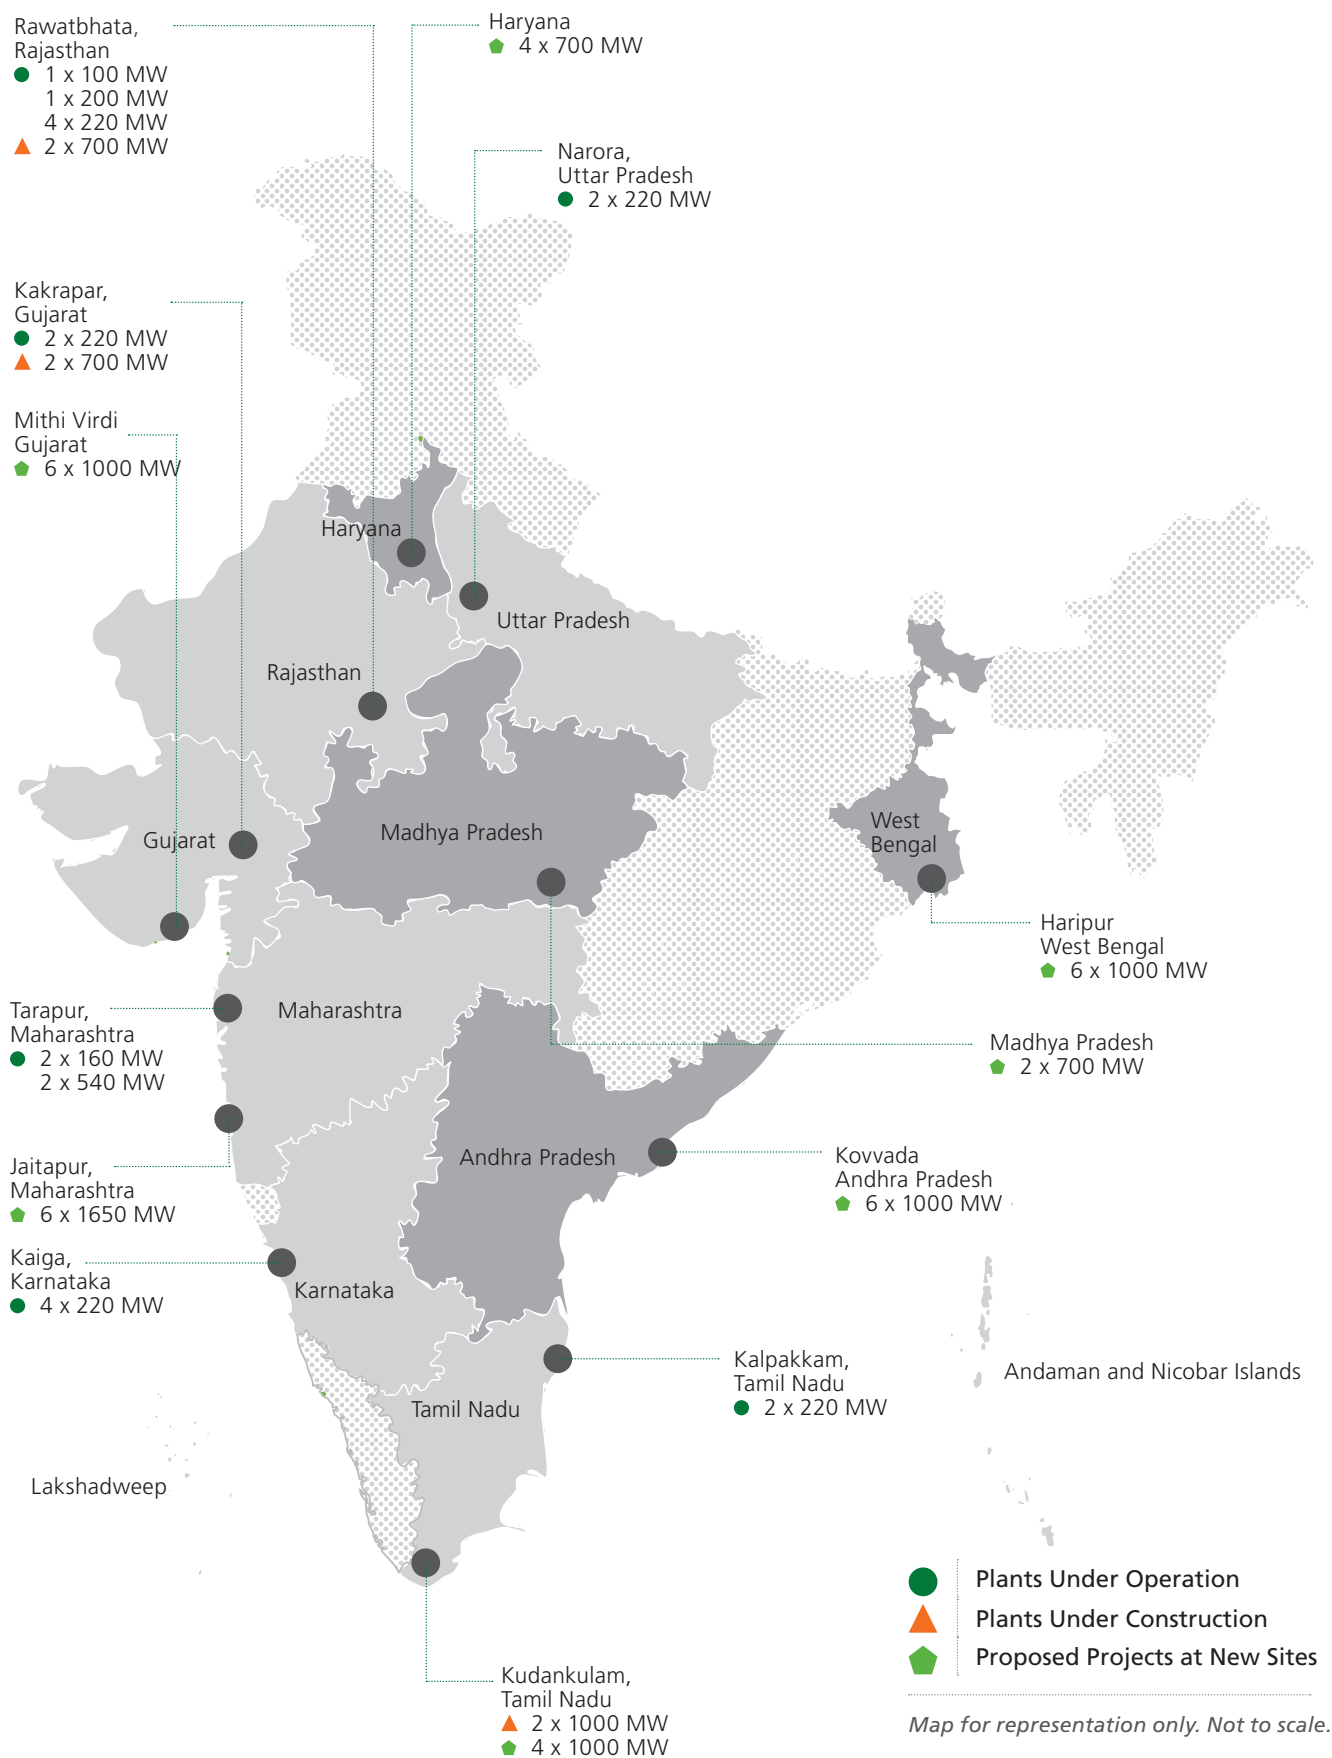 Rawatbhata,
Rajasthan
1 x 100 MW
1 x 200 MW
4 x 220 MW
2 x 700 MW
Haryana
4 x 700 MW
Narora,
Uttar Pradesh
2 x 220 MW
Kakrapar,
Gujarat
2 x 220 MW
2 x 700 MW
Mithi Virdi
Gujarat
6 x 1000 MW
Haryana
Uttar Pradesh
Rajasthan
Gujarat
Madhya Pradesh
West
Bengal
Haripur
West Bengal
6 x 1000 MW
Tarapur,
Maharashtra
2 x 160 MW
2 x 540 MW
Maharashtra
Madhya Pradesh
2 x 700 MW
Jaitapur,
Maharashtra
6 x 1650 MW
Andhra Pradesh
Kovvada
Andhra Pradesh
6 x 1000 MW
Kaiga,
Karnataka
4 x 220 MW
Karnataka
Kalpakkam,
Tamil Nadu
2 x 220 MW
Andaman and Nicobar Islands
Tamil Nadu
Lakshadweep
Kudankulam,
Tamil Nadu
2 x 1000 MW
4 x 1000 MW
Plants Under Operation
Plants Under Construction
Proposed Projects at New Sites
Map for representation only. Not to scale.